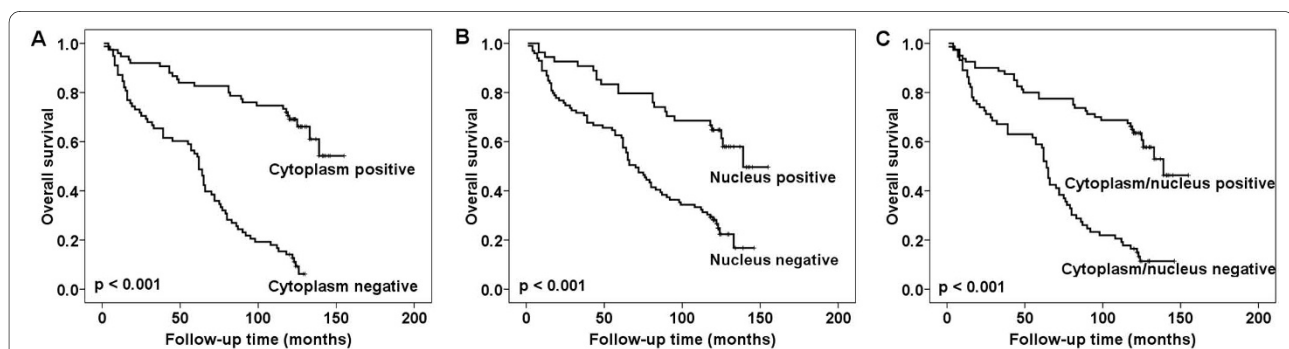 A
Overall survival
1.0
0.8
0.6
0.4
0.2
0.0
Cytoplasm positive
Cytoplasm negative
p < 0.001
0 50 100 150 200
Follow-up time (months)
B
Overall survival
1.0
0.8
0.6
0.4
0.2
0.0
Nucleus positive
Nucleus negative
p < 0.001
0 50 100 150 200
Follow-up time (months)
C
Overall survival
1.0
0.8
0.6
0.4
0.2
0.0
Cytoplasm/nucleus positive
Cytoplasm/nucleus negative
p < 0.001
0 50 100 150 200
Follow-up time (months)